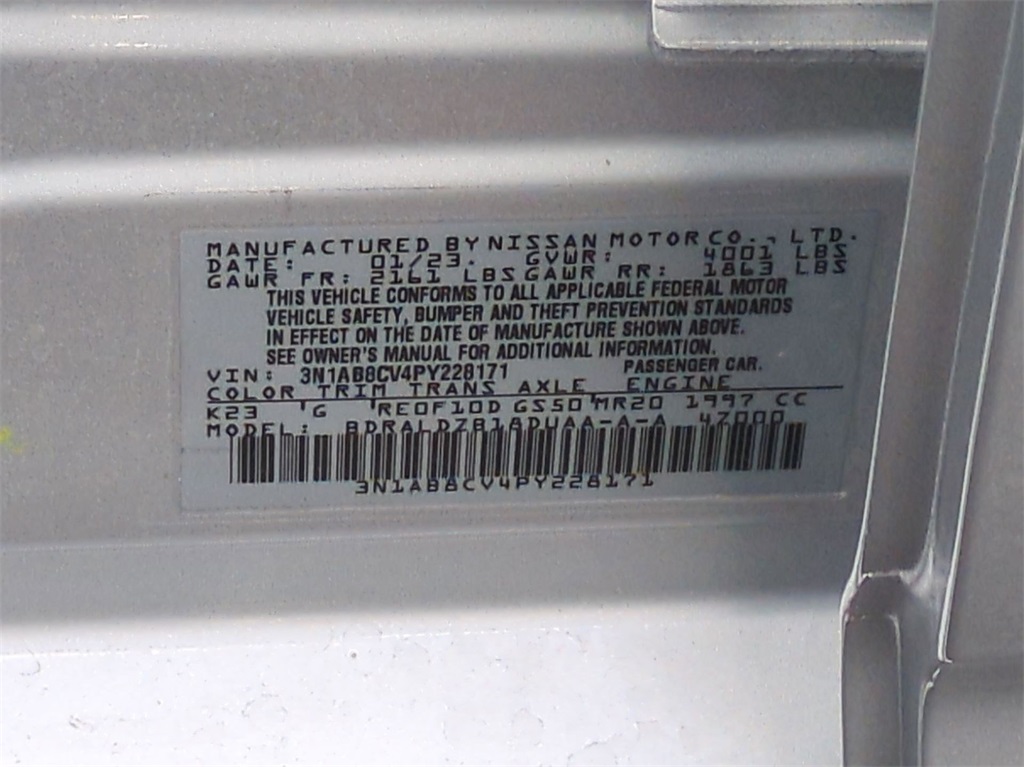 MANUFACTURED BY NISSAN MOTOR CO., LTD.
DATE: 01/23. GVWR: 4001 LBS
GAWR FR: 2161 LBS GAWR RR: 1863 LBS
THIS VEHICLE CONFORMS TO ALL APPLICABLE FEDERAL MOTOR
VEHICLE SAFETY, BUMPER AND THEFT PREVENTION STANDARDS
IN EFFECT ON THE DATE OF MANUFACTURE SHOWN ABOVE.
SEE OWNER'S MANUAL FOR ADDITIONAL INFORMATION.
VIN: 3N1AB8CV4PY228171 PASSENGER CAR.
COLOR TRIM TRANS AXLE ENGINE
K23 G RE0F10D GS50 MR20 1997 CC
MODEL: BDRALDZB18DUAA-A-A 47000
3N1AB8CV4PY228171